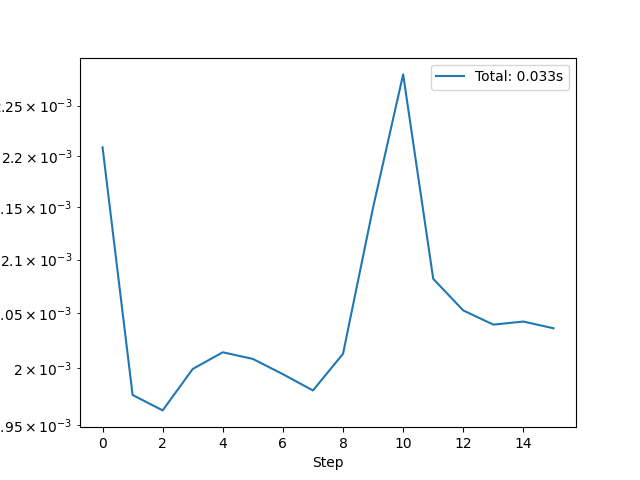 Total: 0.033s
.25 × 10⁻³
2.2 × 10⁻³
.15 × 10⁻³
2.1 × 10⁻³
.05 × 10⁻³
2 × 10⁻³
.95 × 10⁻³
0 2 4 6 8 10 12 14
Step